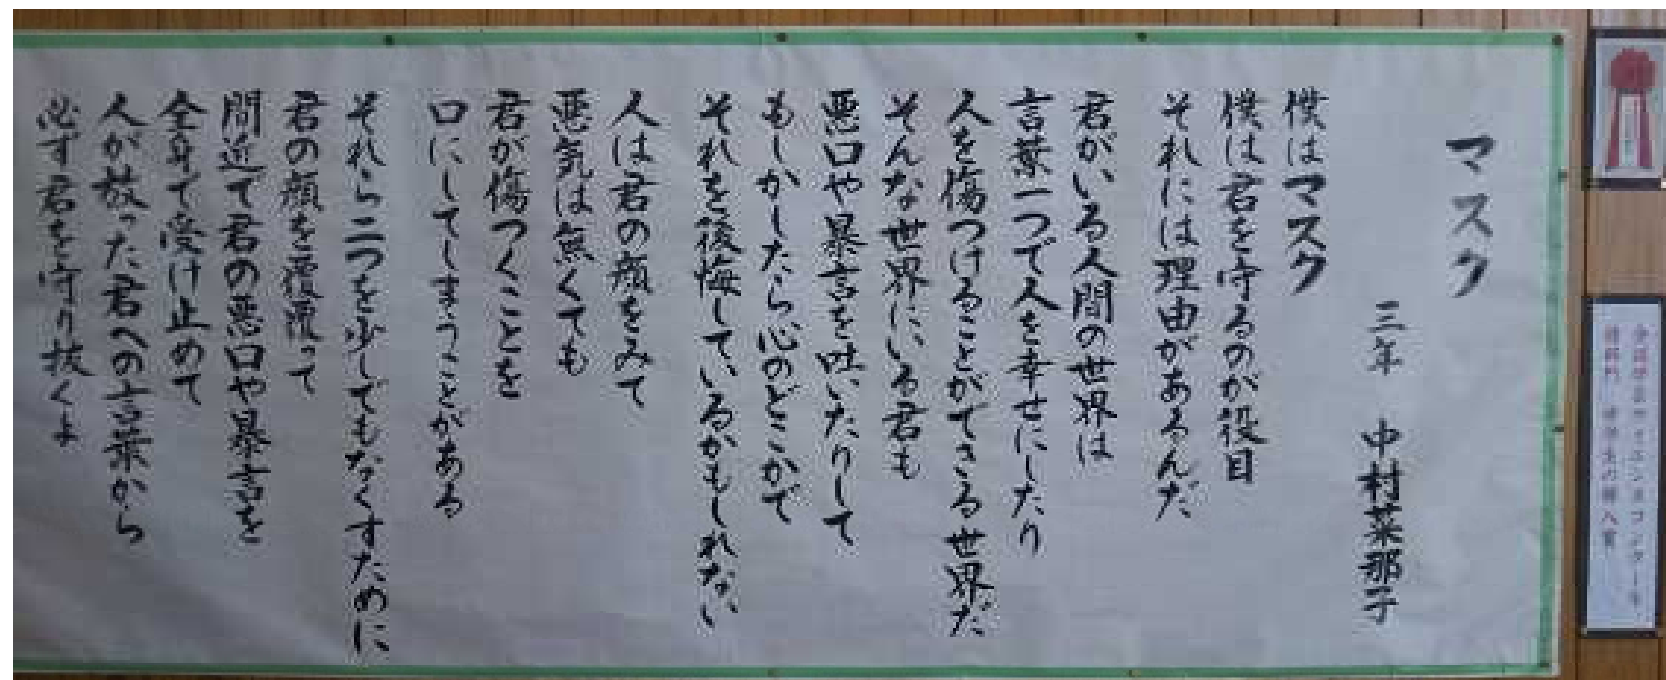 マスク
三年 中村菜那子
僕はマスク
僕は君を守るのが役目
それには理由があるんだ
君がいる人間の世界は
言葉一つで人を幸せにしたり
人を傷つけることができる世界だ
そんな世界にいる君も
悪口や暴言を吐いたりして
もしかしたら心のどこかで
それを後悔しているかもしれない
人は君の顔をみて
悪気は無くても
君が傷つくことを
口にしてしまうことがある
それら二つを少しでもなくすために
君の顔を覆って
間近で君の悪口や暴言を
全身で受け止めて
人が放った君への言葉から
必ず君を守り抜くよ